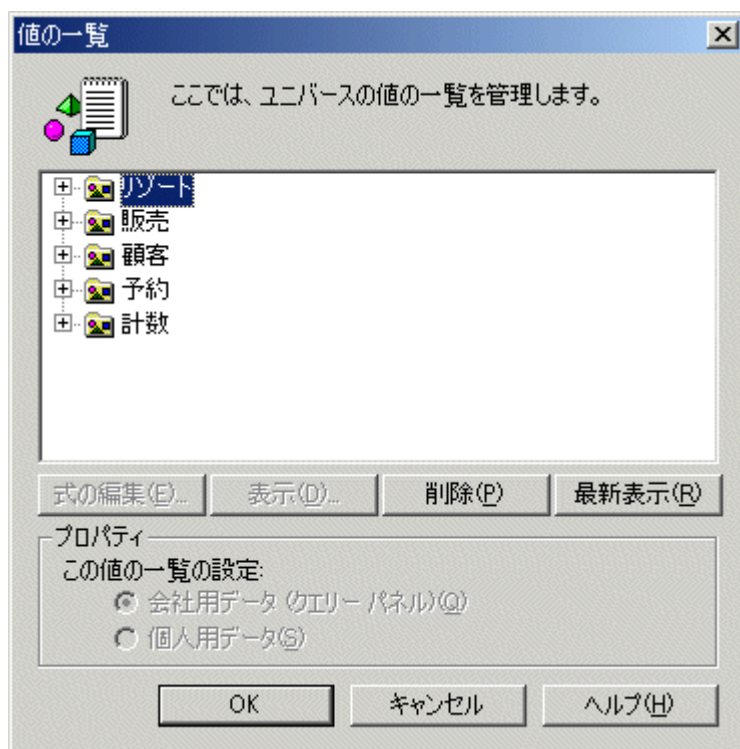 値の一覧
ここでは、ユニバースの値の一覧を管理します。
リゾート
販売
顧客
予約
計数
式の編集(E)... 表示(D)... 削除(P) 最新表示(R)
プロパティ
この値の一覧の設定:
会社用データ (クエリー パネル)(Q)
個人用データ(S)
OK キャンセル ヘルプ(H)